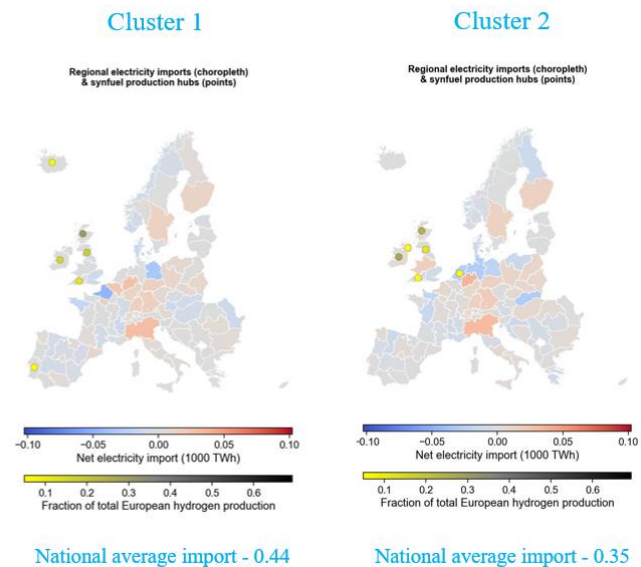 Cluster 1
Regional electricity imports (choropleth)
& synfuel production hubs (points)
−0.10 −0.05 0.00 0.05 0.10
Net electricity import (1000 TWh)
0.1 0.2 0.3 0.4 0.5 0.6
Fraction of total European hydrogen production
National average import - 0.44
Cluster 2
Regional electricity imports (choropleth)
& synfuel production hubs (points)
−0.10 −0.05 0.00 0.05 0.10
Net electricity import (1000 TWh)
0.1 0.2 0.3 0.4 0.5 0.6
Fraction of total European hydrogen production
National average import - 0.35